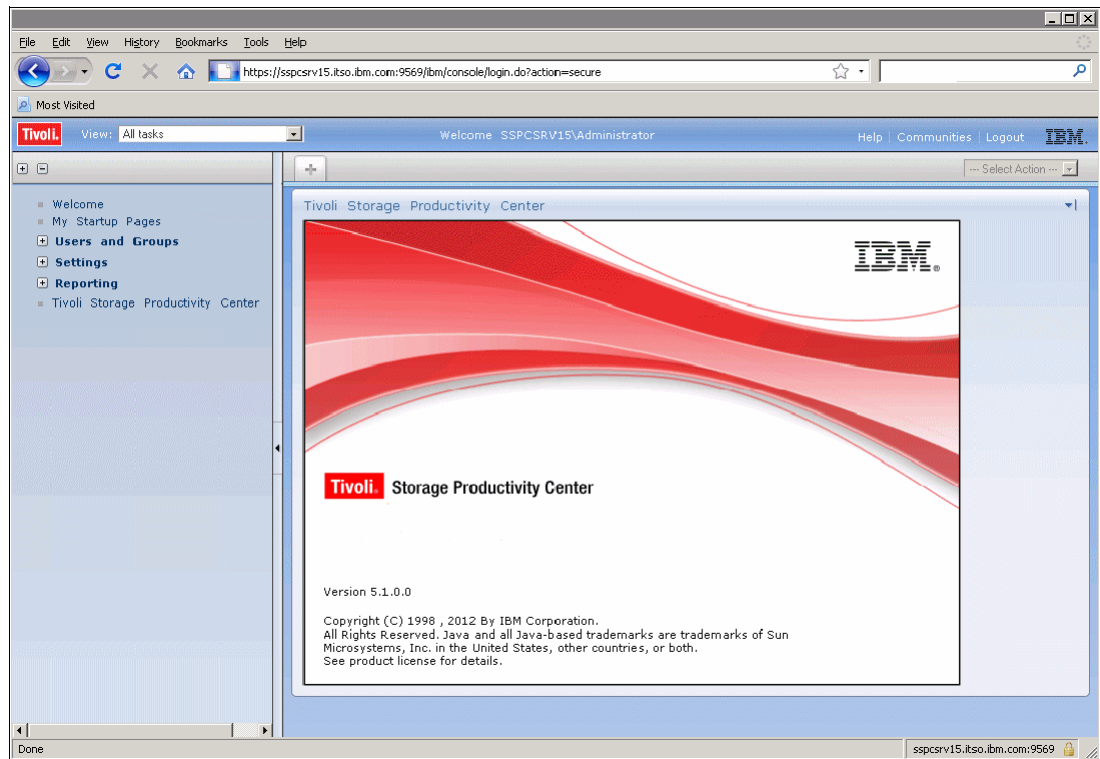 File Edit View History Bookmarks Tools Help
https://sspcsrv15.itso.ibm.com:9569/ibm/console/login.do?action=secure
Most Visited
Tivoli. View: All tasks Welcome SSPCSRV15\Administrator Help Communities Logout IBM.
--- Select Action ---
Welcome
My Startup Pages
Users and Groups
Settings
Reporting
Tivoli Storage Productivity Center
Tivoli Storage Productivity Center
IBM.
Tivoli. Storage Productivity Center
Version 5.1.0.0
Copyright (C) 1998 , 2012 By IBM Corporation.
All Rights Reserved. Java and all Java-based trademarks are trademarks of Sun
Microsystems, Inc. in the United States, other countries, or both.
See product license for details.
Done sspcsrv15.itso.ibm.com:9569